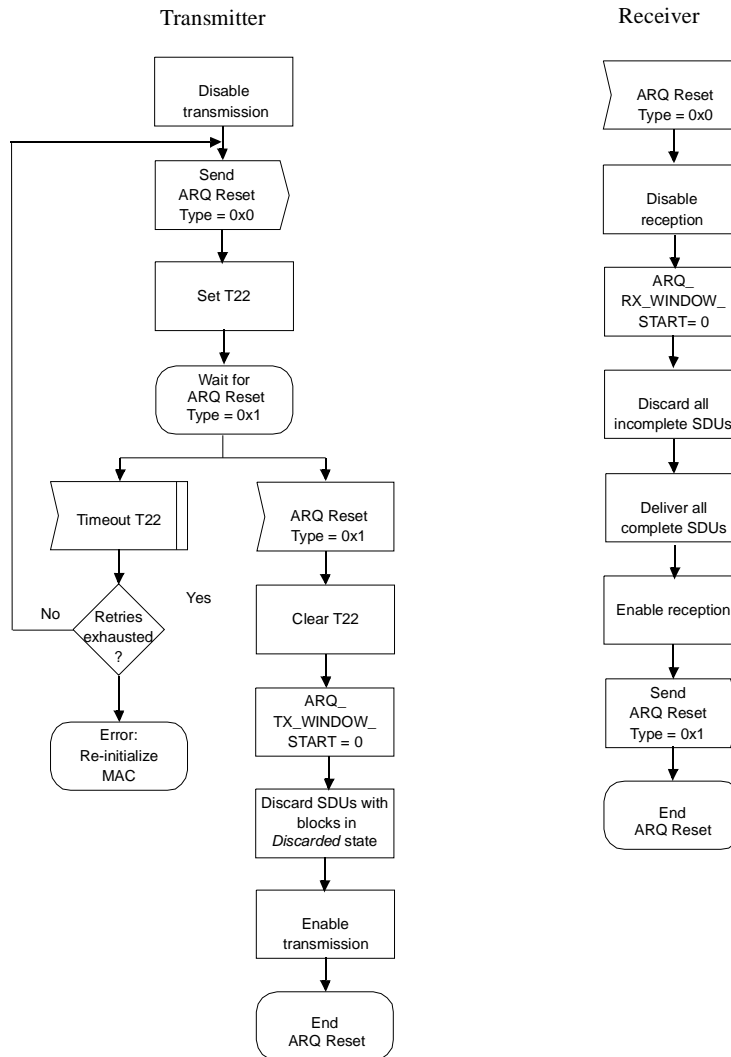 Transmitter
Disable
transmission
Send
ARQ Reset
Type = 0x0
Set T22
Wait for
ARQ Reset
Type = 0x1
Timeout T22
Retries
exhausted
?
No
Yes
Error:
Re-initialize
MAC
ARQ Reset
Type = 0x1
Clear T22
ARQ_
TX_WINDOW_
START = 0
Discard SDUs with
blocks in
Discarded state
Enable
transmission
End
ARQ Reset
Receiver
ARQ Reset
Type = 0x0
Disable
reception
ARQ_
RX_WINDOW_
START= 0
Discard all
incomplete SDUs
Deliver all
complete SDUs
Enable reception
Send
ARQ Reset
Type = 0x1
End
ARQ Reset